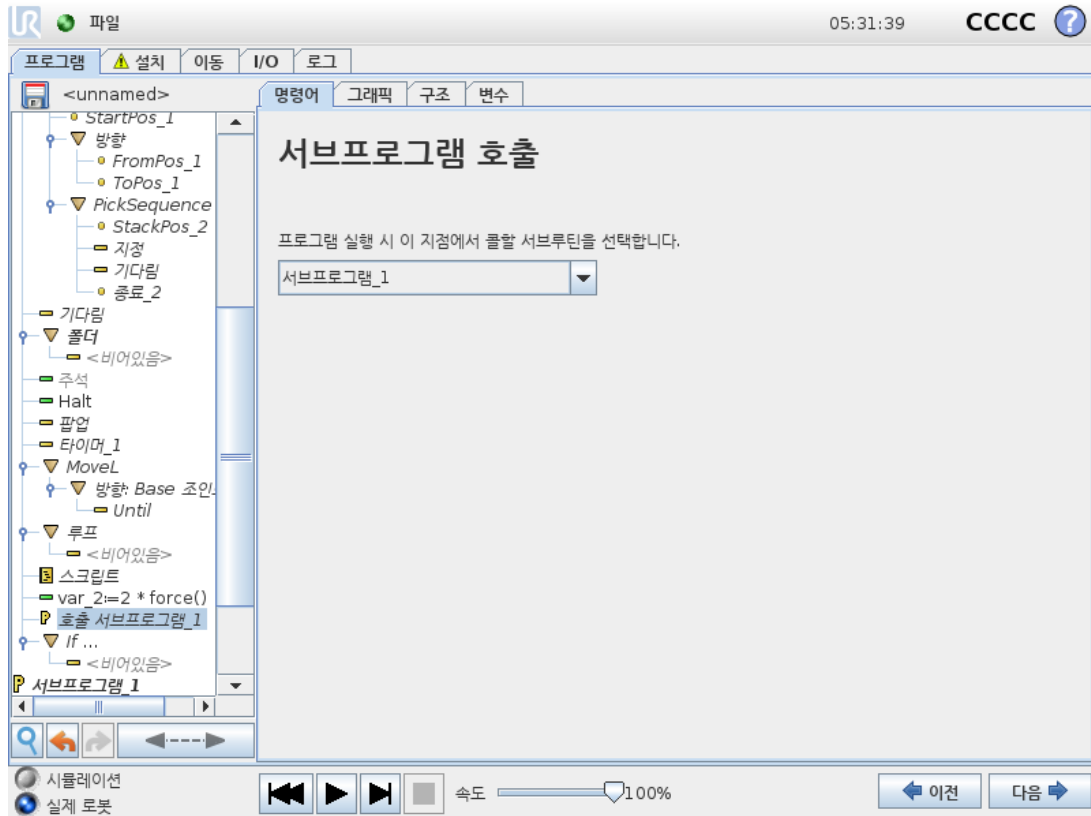 UR 파일 05:31:39 CCCC ?
프로그램 설치 이동 I/O 로그
<unnamed>
명령어 그래픽 구조 변수
StartPos_1
방향
FromPos_1
ToPos_1
PickSequence
StackPos_2
지정
기다림
종료_2
기다림
폴더
<비어있음>
주석
Halt
팝업
타이머_1
MoveL
방향: Base 조인
Until
루프
<비어있음>
스크립트
var_2:=2 * force()
호출 서브프로그램_1
If ...
<비어있음>
서브프로그램_1
서브프로그램 호출
프로그램 실행 시 이 지점에서 콜할 서브루틴을 선택합니다.
서브프로그램_1
시뮬레이션
실제 로봇
속도 100%
이전 다음